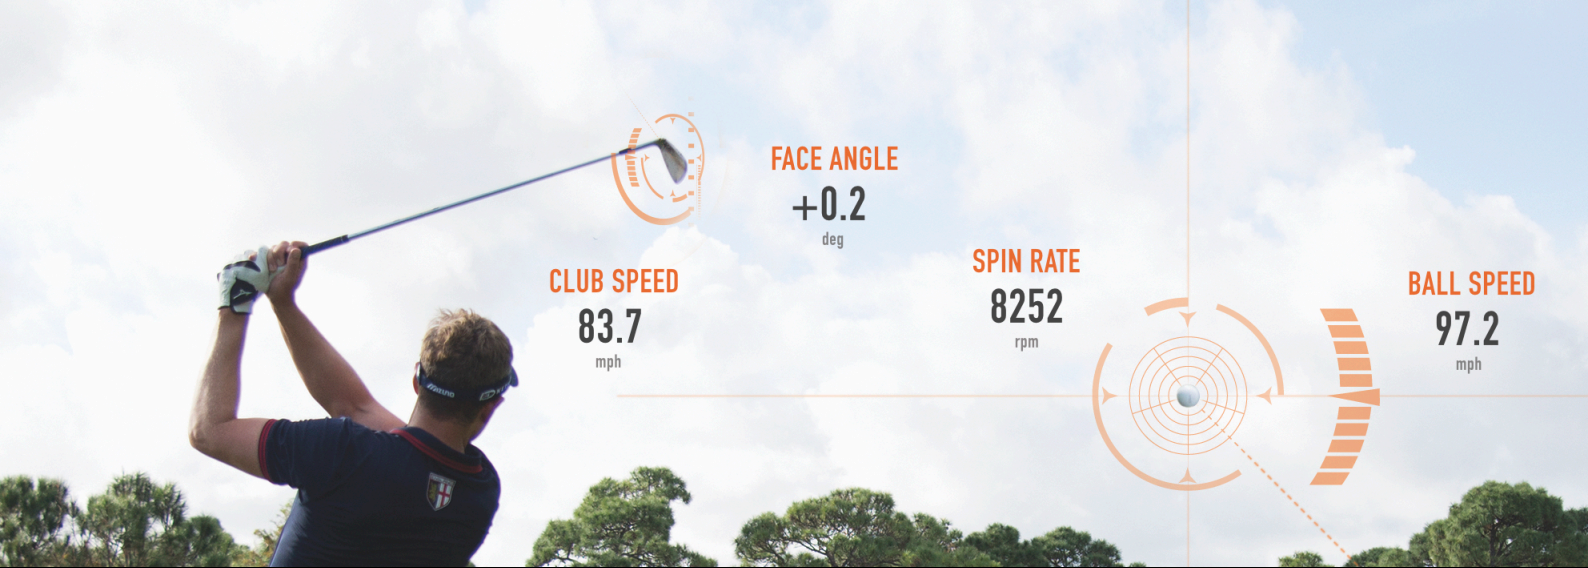 FACE ANGLE
+0.2
deg
CLUB SPEED
83.7
mph
SPIN RATE
8252
rpm
BALL SPEED
97.2
mph
mizuno